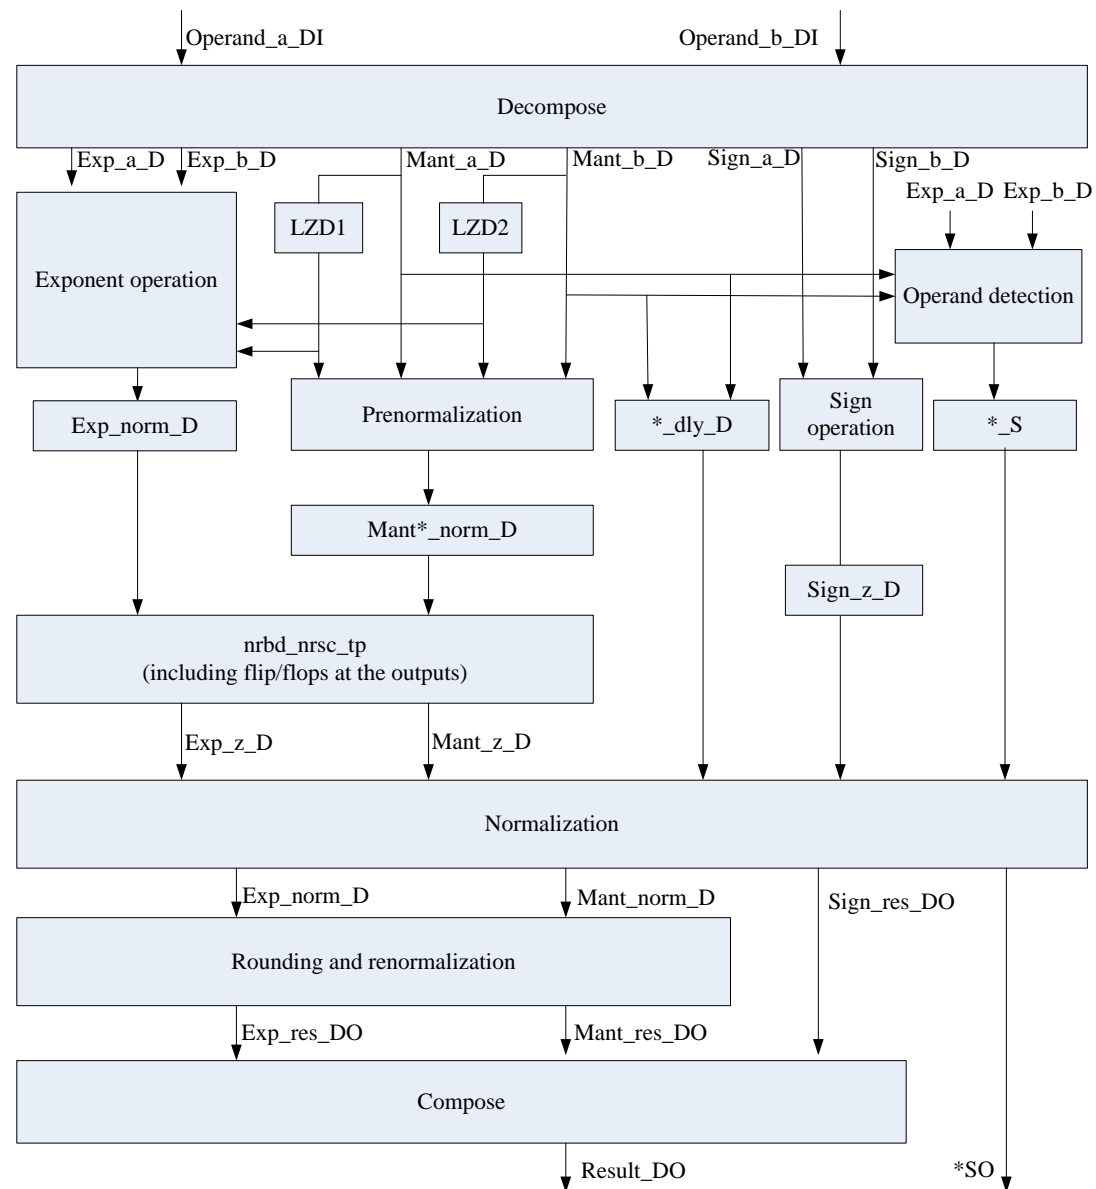 Operand_a_DI
Operand_b_DI
Decompose
Exp_a_D
Exp_b_D
Mant_a_D
Mant_b_D
Sign_a_D
Sign_b_D
Exp_a_D
Exp_b_D
LZD1
LZD2
Exponent operation
Operand detection
Prenormalization
Sign
operation
Exp_norm_D
*_dly_D
*_S
Mant*_norm_D
Sign_z_D
nrbd_nrsc_tp
(including flip/flops at the outputs)
Exp_z_D
Mant_z_D
Normalization
Exp_norm_D
Mant_norm_D
Sign_res_DO
Rounding and renormalization
Exp_res_DO
Mant_res_DO
Compose
Result_DO
*SO